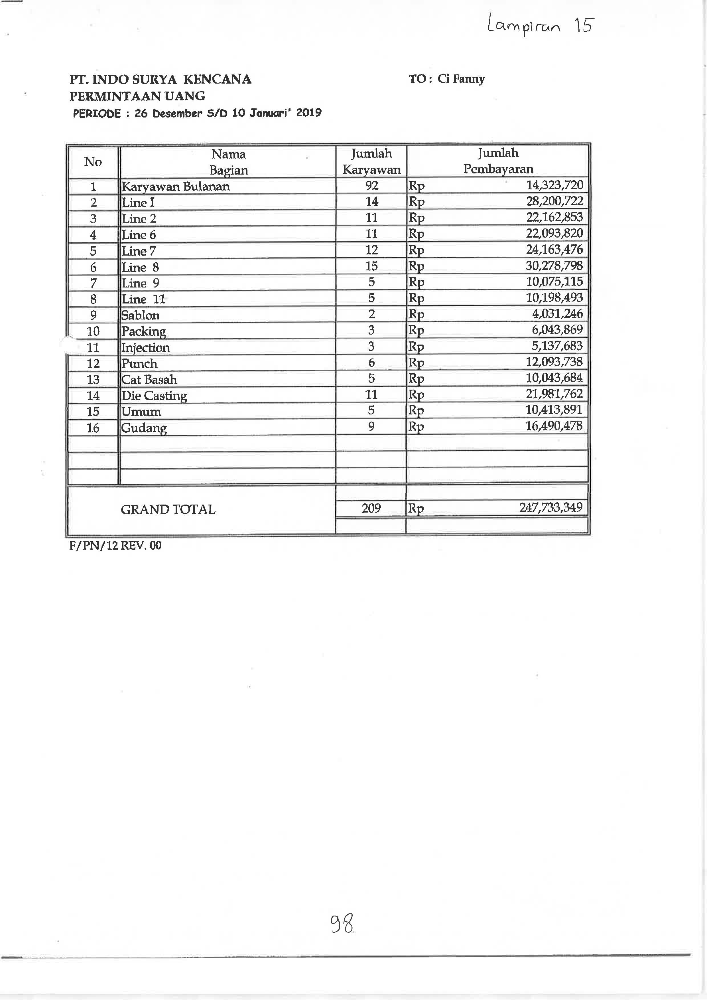 Lampiran 15
PT. INDO SURYA KENCANA TO : Ci Fanny
PERMINTAAN UANG
PERIODE : 26 Desember S/D 10 Januari' 2019
No Nama Bagian Jumlah Karyawan Jumlah Pembayaran
1 Karyawan Bulanan 92 Rp 14,323,720
2 Line I 14 Rp 28,200,722
3 Line 2 11 Rp 22,162,853
4 Line 6 11 Rp 22,093,820
5 Line 7 12 Rp 24,163,476
6 Line 8 15 Rp 30,278,798
7 Line 9 5 Rp 10,075,115
8 Line 11 5 Rp 10,198,493
9 Sablon 2 Rp 4,031,246
10 Packing 3 Rp 6,043,869
11 Injection 3 Rp 5,137,683
12 Punch 6 Rp 12,093,738
13 Cat Basah 5 Rp 10,043,684
14 Die Casting 11 Rp 21,981,762
15 Umum 5 Rp 10,413,891
16 Gudang 9 Rp 16,490,478
GRAND TOTAL 209 Rp 247,733,349
F/PN/12 REV. 00
98